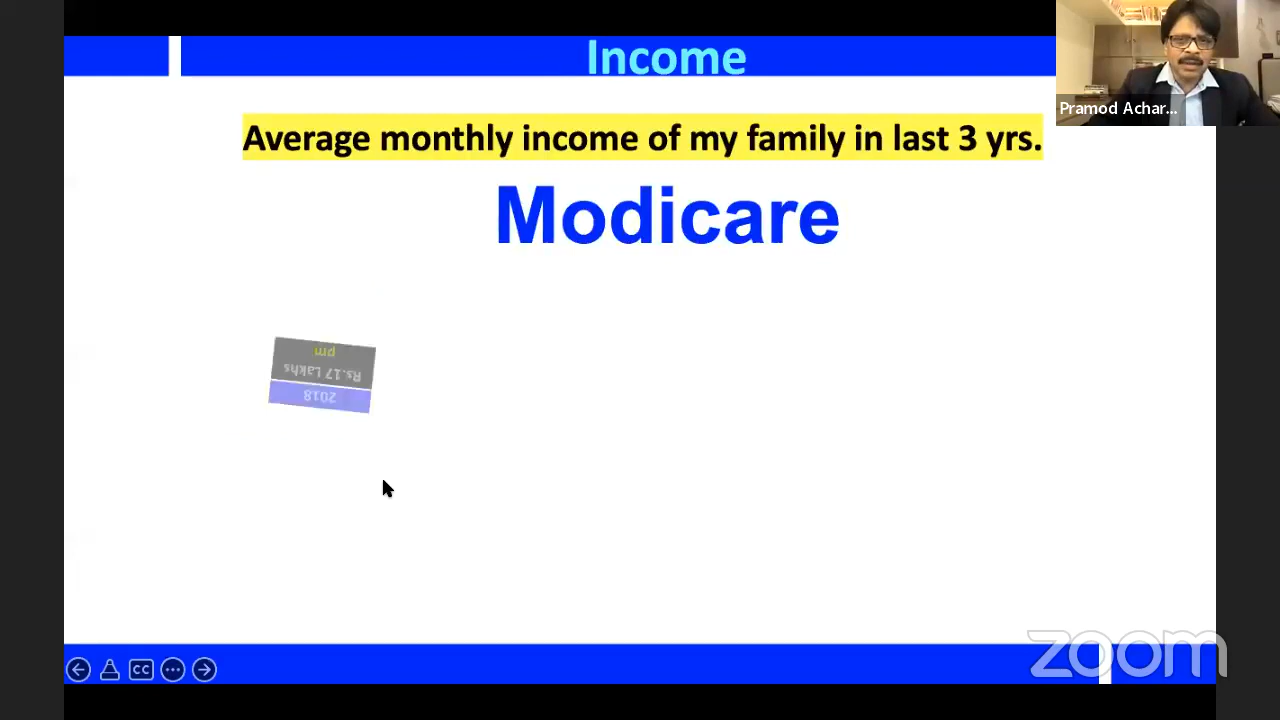 Income
Pramod Achar...
Average monthly income of my family in last 3 yrs.
Modicare
2018
Rs.17 Lakhs
pm
CC
zoom